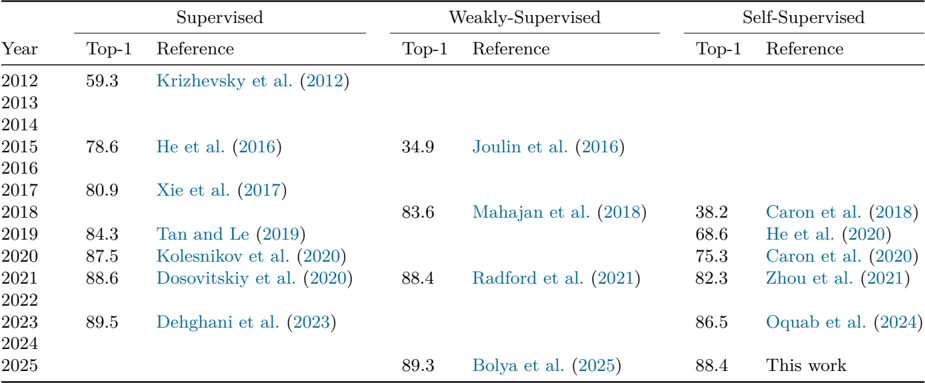 Supervised Weakly-Supervised Self-Supervised
Year Top-1 Reference Top-1 Reference Top-1 Reference
2012 59.3 Krizhevsky et al. (2012)
2013
2014
2015 78.6 He et al. (2016) 34.9 Joulin et al. (2016)
2016
2017 80.9 Xie et al. (2017)
2018 83.6 Mahajan et al. (2018) 38.2 Caron et al. (2018)
2019 84.3 Tan and Le (2019) 68.6 He et al. (2020)
2020 87.5 Kolesnikov et al. (2020) 75.3 Caron et al. (2020)
2021 88.6 Dosovitskiy et al. (2020) 88.4 Radford et al. (2021) 82.3 Zhou et al. (2021)
2022
2023 89.5 Dehghani et al. (2023) 86.5 Oquab et al. (2024)
2024
2025 89.3 Bolya et al. (2025) 88.4 This work